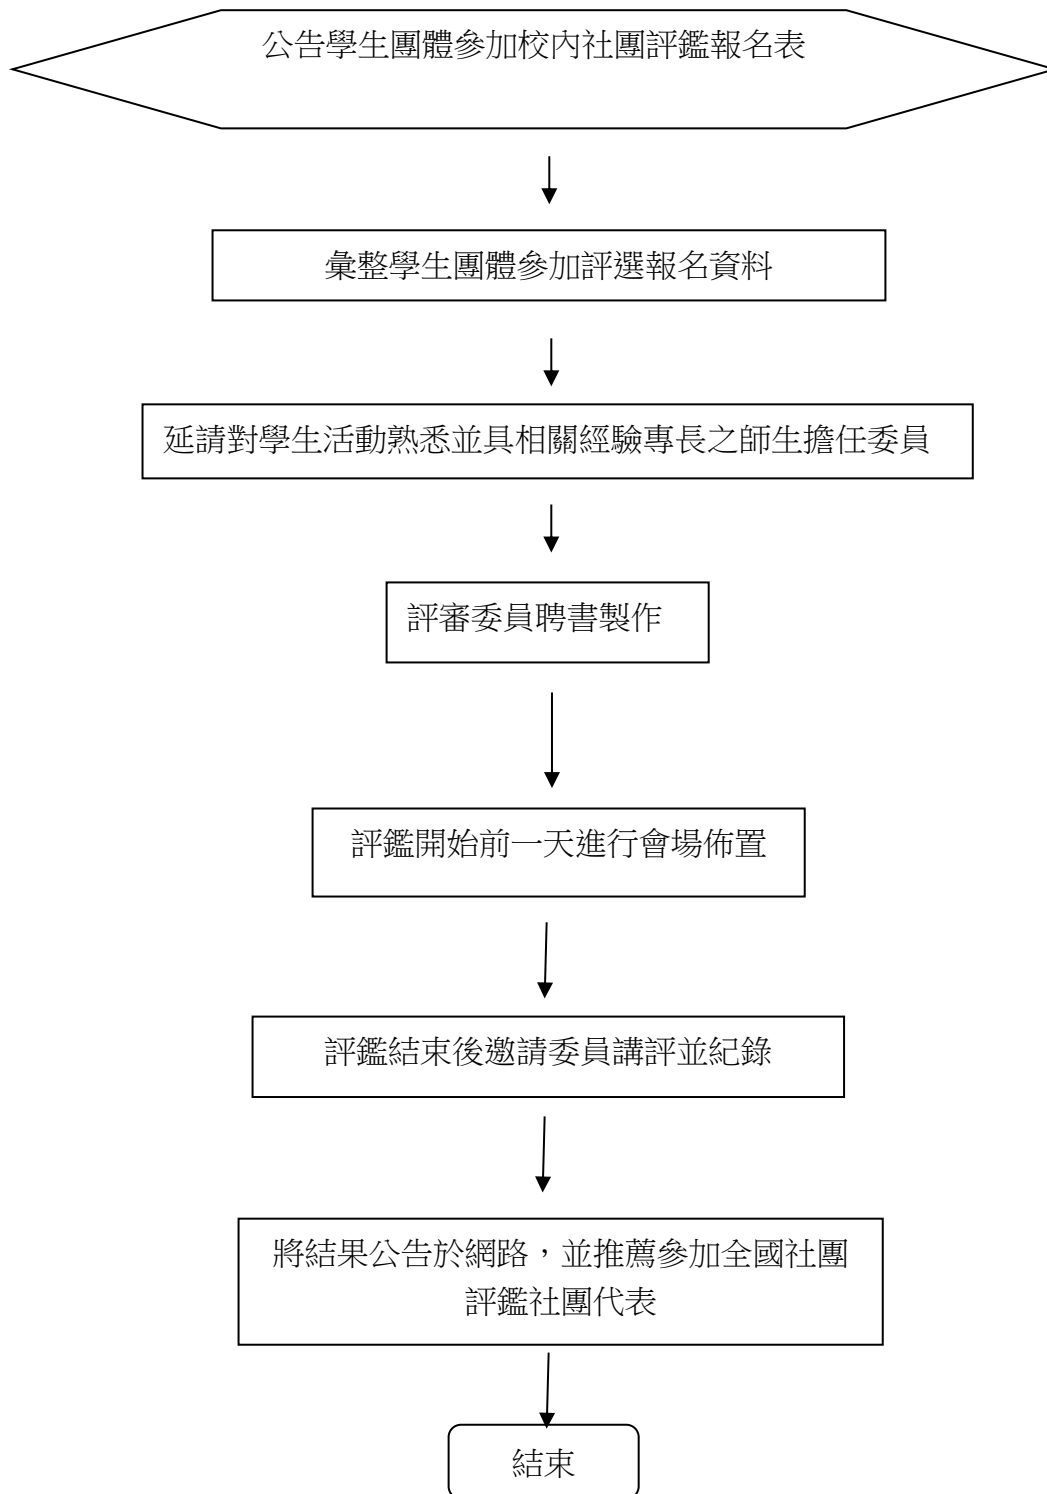 公告學生團體參加校內社團評鑑報名表
彙整學生團體參加評選報名資料
延請對學生活動熟悉並具相關經驗專長之師生擔任委員
評審委員聘書製作
評鑑開始前一天進行會場佈置
評鑑結束後邀請委員講評並紀錄
將結果公告於網路，並推薦參加全國社團
評鑑社團代表
結束